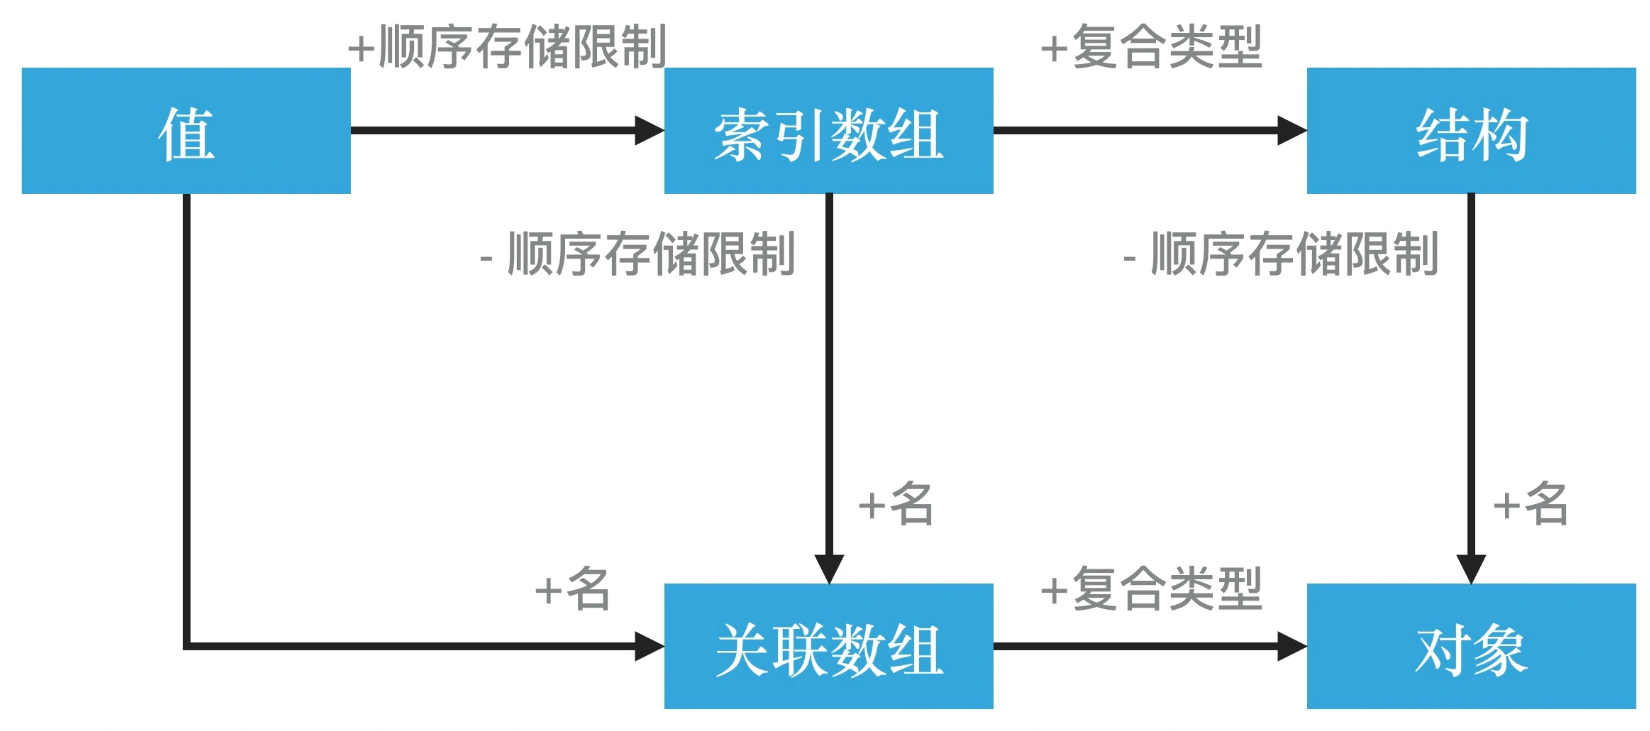 +顺序存储限制
+复合类型
值
索引数组
结构
- 顺序存储限制
- 顺序存储限制
+名
+名
+名
+复合类型
关联数组
对象